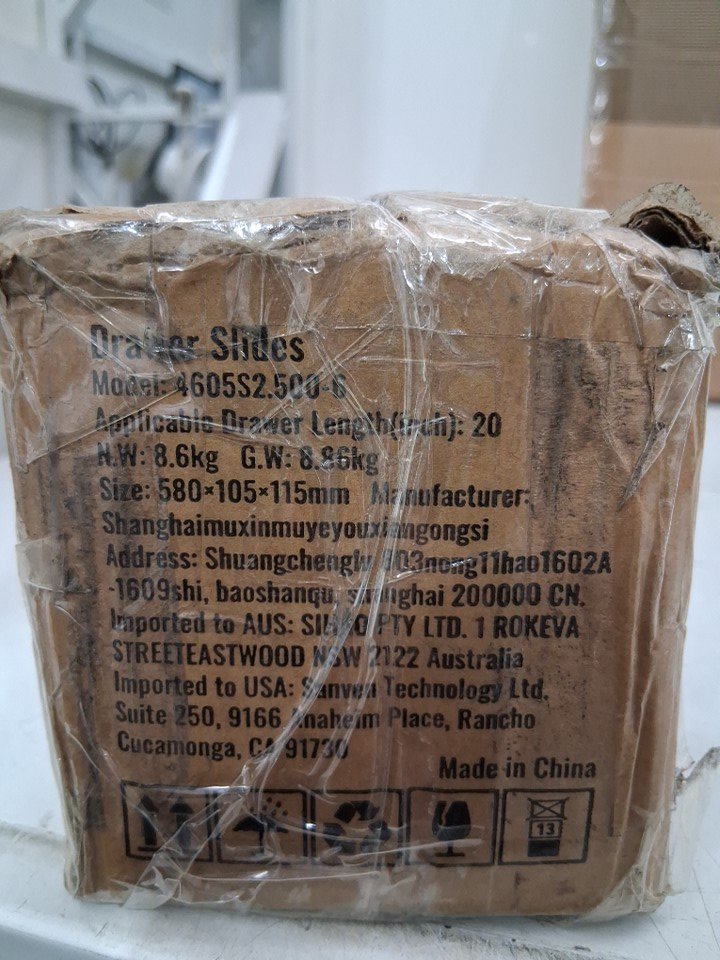 Drawer Slides
Model: 4605S2.500-6
Applicable Drawer Length(inch): 20
N.W: 8.6kg G.W: 8.86kg
Size: 580*105*115mm Manufacturer:
Shanghaimuxinmuyeyouxiangongsi
Address: Shuangchenglu 803nong11hao1602A
-1609shi, baoshanqu, shanghai 200000 CN.
Imported to AUS: PTY LTD. 1 ROKEVA
STREETEASTWOOD NSW 2122 Australia
Imported to USA: Sanven Technology Ltd.
Suite 250, 9166 Anaheim Place, Rancho
Cucamonga, CA 91730
Made in China
13